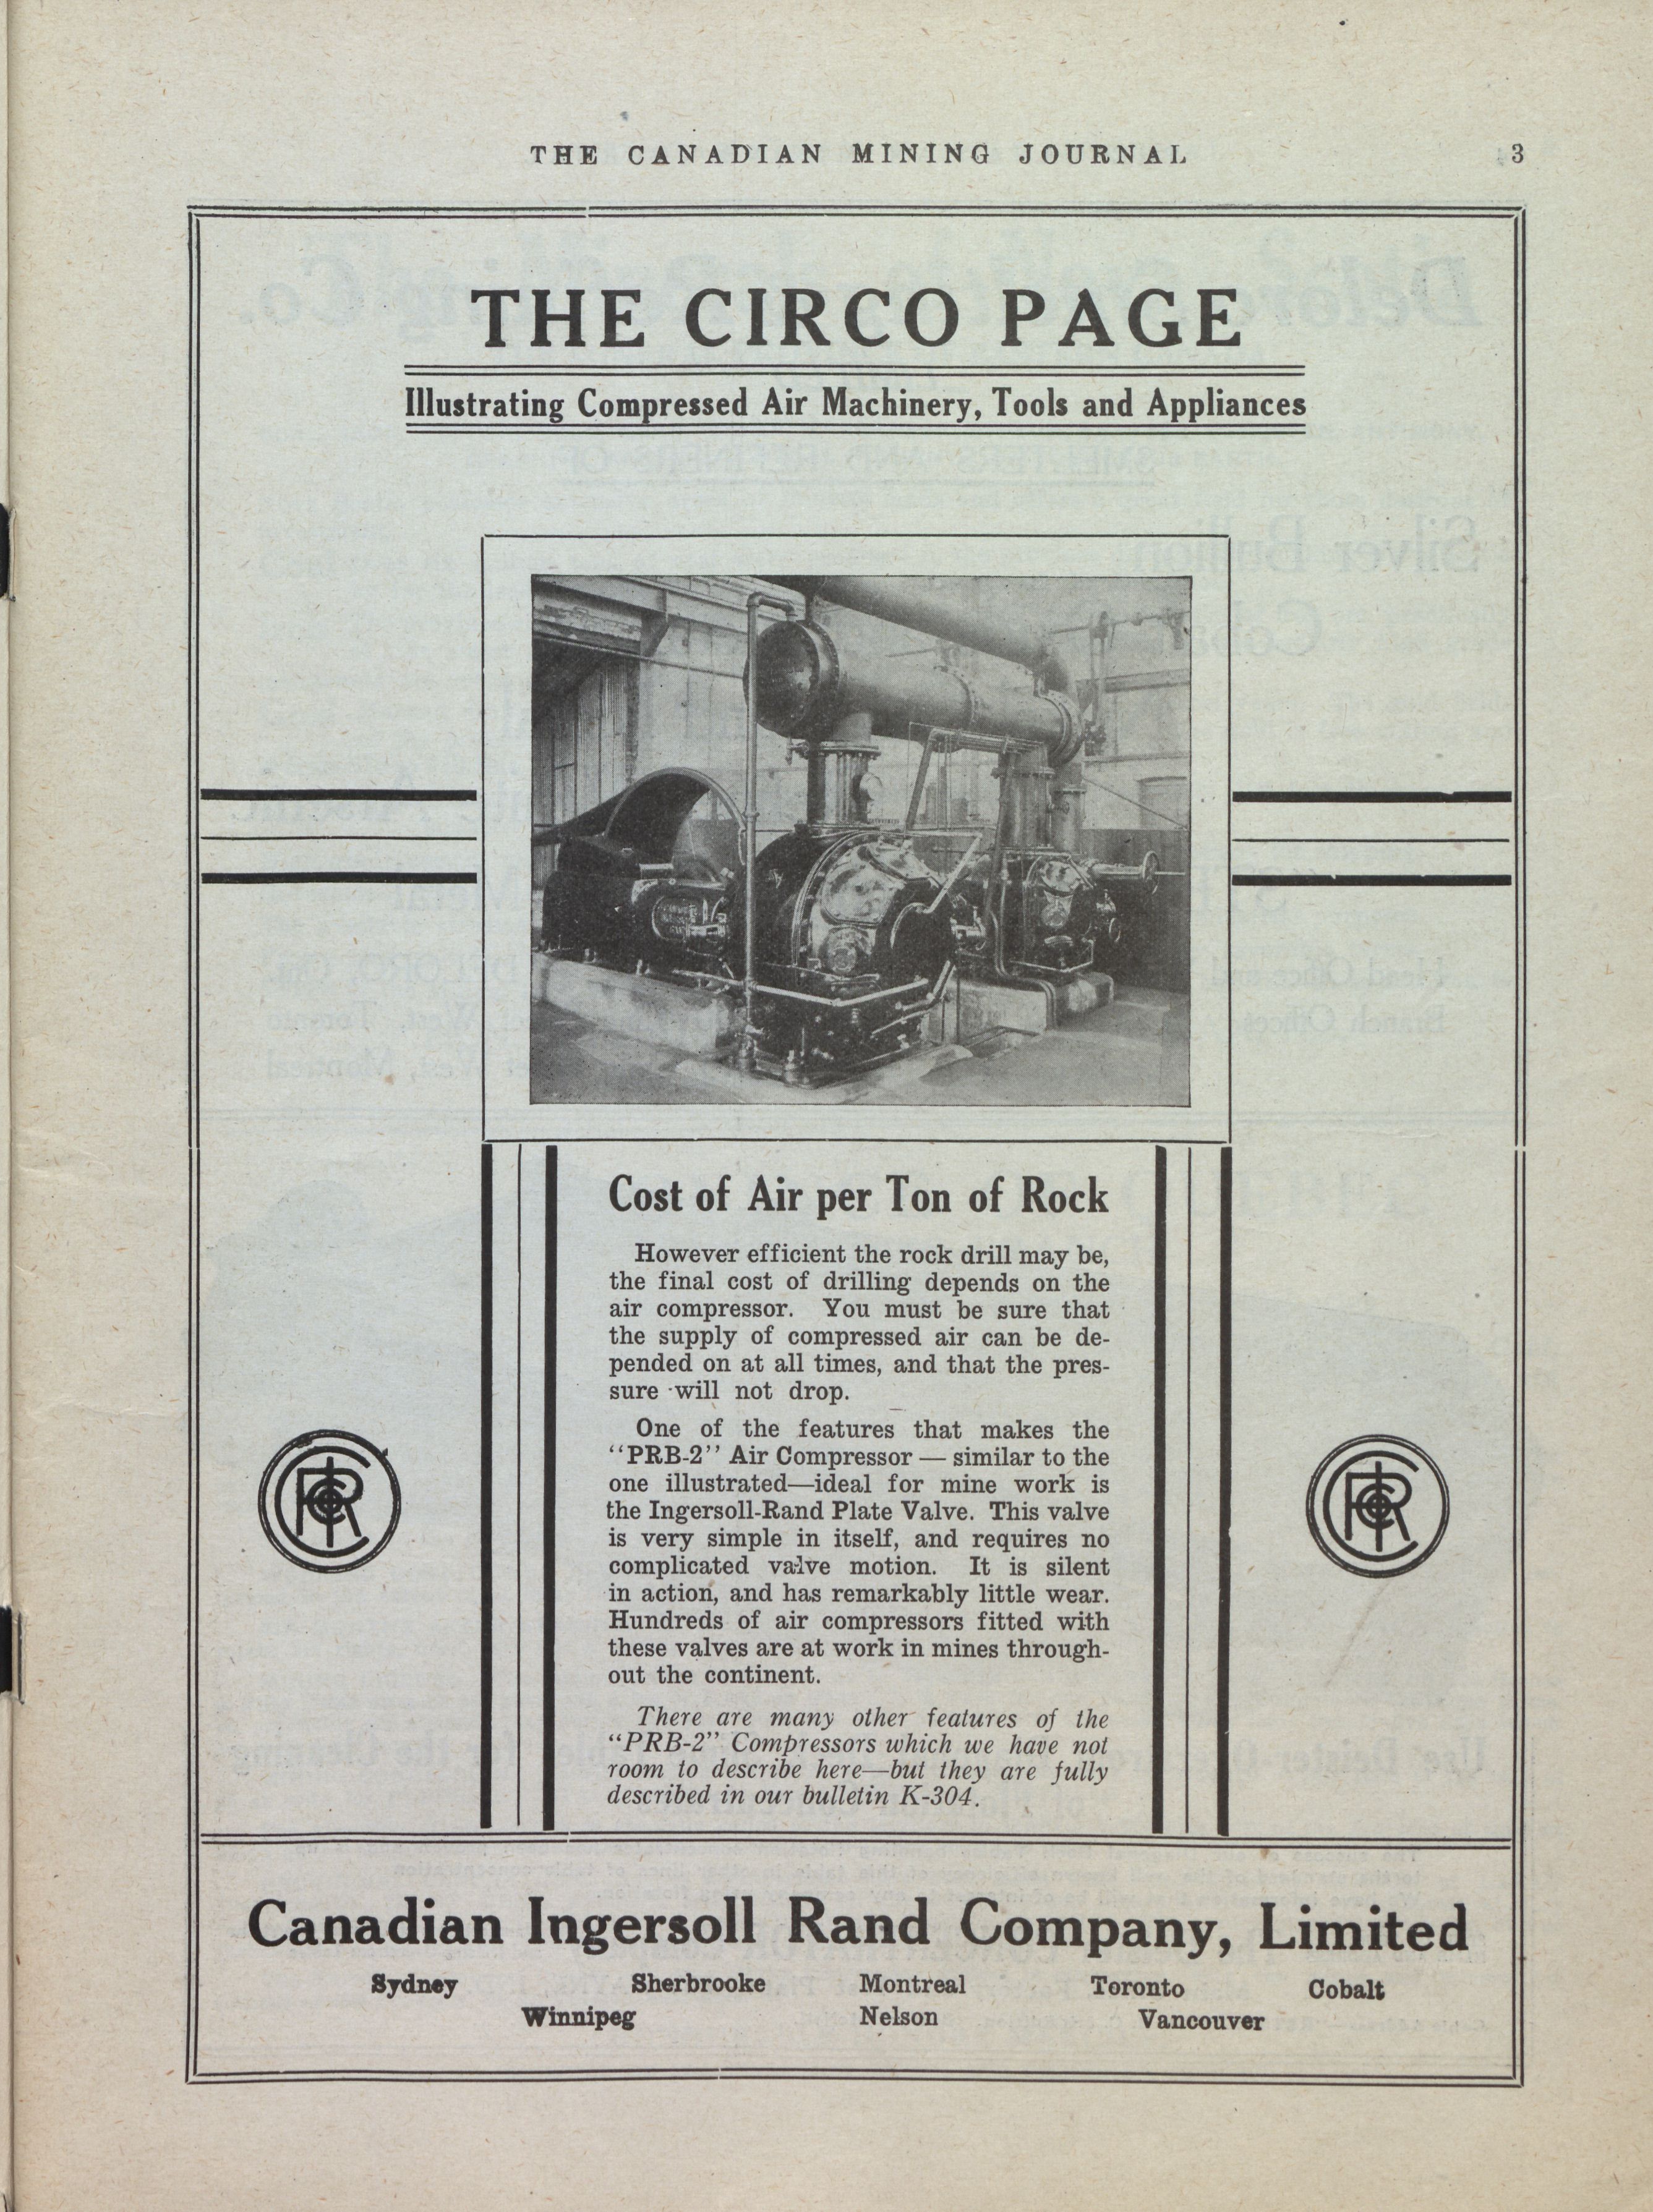 THE CANADIAN MINING JOURNAL 3
THE CIRCO PAGE
Illustrating Compressed Air Machinery, Tools and Appliances
Cost of Air per Ton of Rock
However efficient the rock drill may be,
the final cost of drilling depends on the
air compressor. You must be sure that
the supply of compressed air can be de-
pended on at all times, and that the pres-
sure will not drop.
One of the features that makes the
“PRB-2” Air Compressor — similar to the
one illustrated—ideal for mine work is
the Ingersoll-Rand Plate Valve. This valve
is very simple in itself, and requires no
complicated valve motion. It is silent
in action, and has remarkably little wear.
Hundreds of air compressors fitted with
these valves are at work in mines through-
out the continent.
There are many other features of the
“PRB-2” Compressors which we have not
room to describe here—but they are fully
described in our bulletin K-304.
Canadian Ingersoll Rand Company, Limited
Sydney Sherbrooke Montreal Toronto Cobalt
Winnipeg Nelson Vancouver